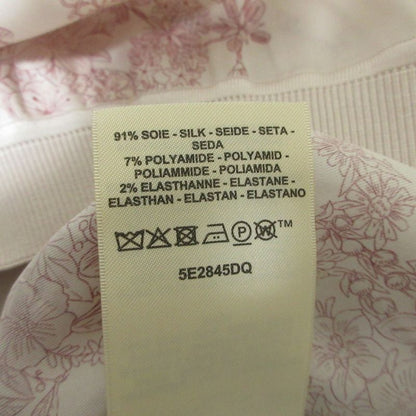 91% SOIE - SILK - SEIDE - SETA -
SEDA
7% POLYAMIDE - POLYAMID -
POLIAMMIDE - POLIAMIDA
2% ELASTHANNE - ELASTANE -
ELASTHAN - ELASTAN - ELASTANO
P W TM
5E2845DQ